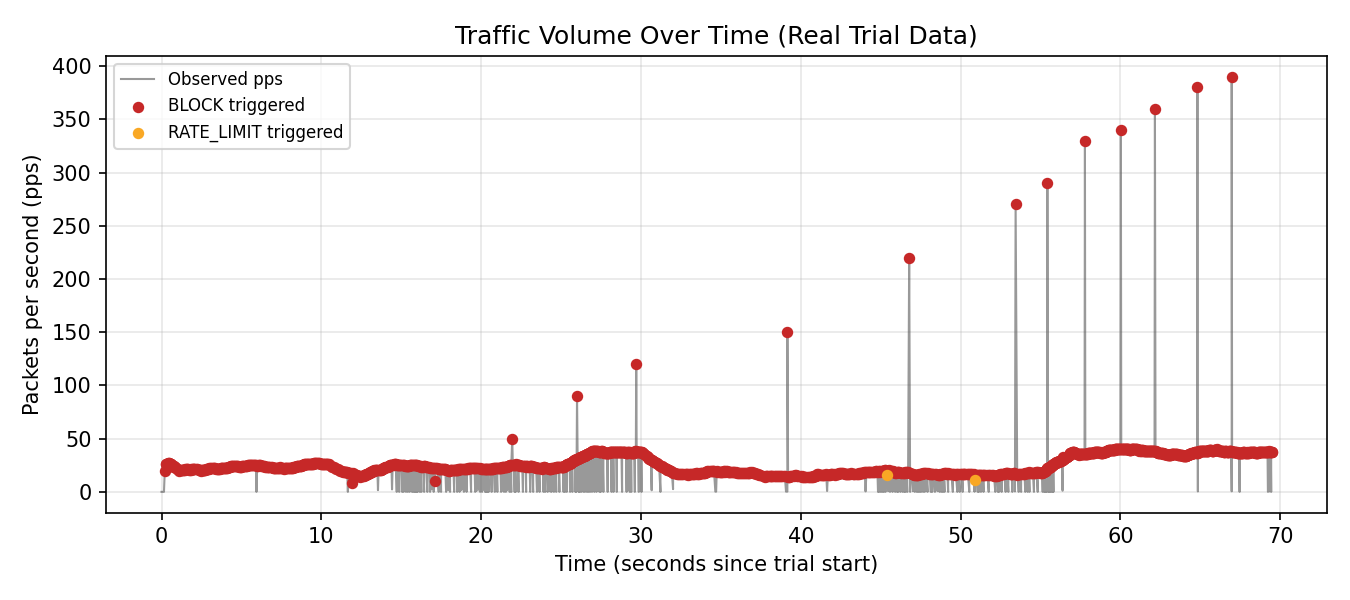 Traffic Volume Over Time (Real Trial Data)
Observed pps
BLOCK triggered
RATE_LIMIT triggered
Packets per second (pps)
400
350
300
250
200
150
100
50
0
0 10 20 30 40 50 60 70
Time (seconds since trial start)